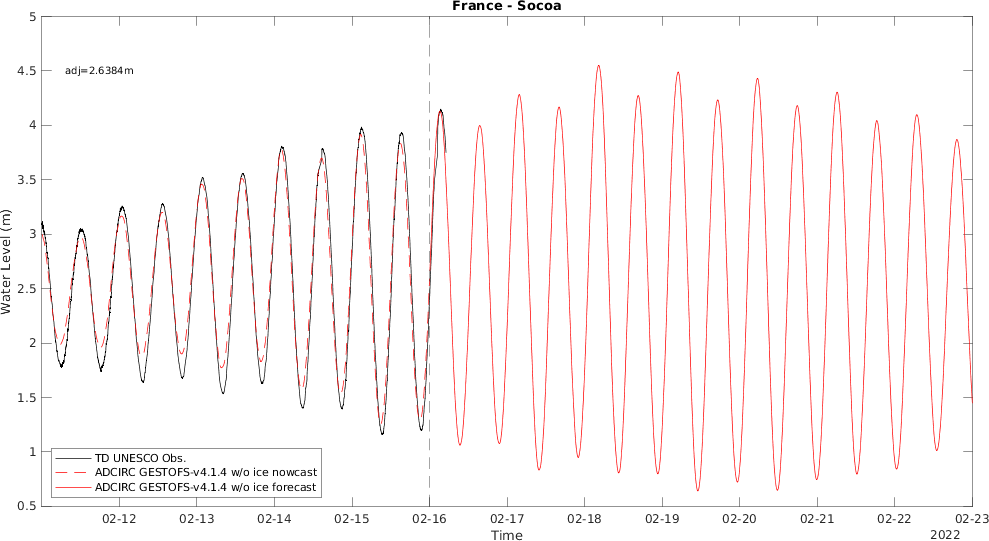 France - Socoa
adj=2.6384m
Water Level (m)
5
4.5
4
3.5
3
2.5
2
1.5
1
0.5
TD UNESCO Obs.
ADCIRC GESTOFS-v4.1.4 w/o ice nowcast
ADCIRC GESTOFS-v4.1.4 w/o ice forecast
02-12 02-13 02-14 02-15 02-16 02-17 02-18 02-19 02-20 02-21 02-22 02-23
Time
2022